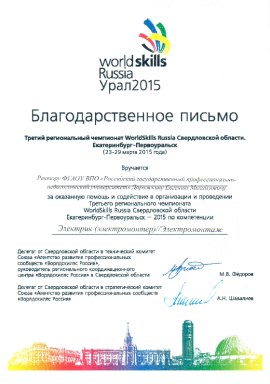 worldskills
Russia
Урал2015
Благодарственное письмо
Третий региональный чемпионат WorldSkills Russia Свердловской области.
Екатеринбург-Первоуральск
(23-29 марта 2015 года)
Вручается
Ректору ФГАОУ ВПО «Российский государственный профессионально-
педагогический университет» Дорожкину Евгению Михайловичу
за оказанную помощь и содействие в организации и проведении
Третьего регионального чемпионата
WorldSkills Russia Свердловской области
Екатеринбург-Первоуральск – 2015 по компетенции
Электрик (электромонтер)/Электромонтаж
Делегат от Свердловской области в технический комитет
Союза «Агентство развития профессиональных
сообществ «Ворлдскиллс Россия»,
руководитель регионального координационного
центра «Ворлдскиллс Россия» в Свердловской области
М.В. Фёдоров
Делегат от Свердловской области в стратегический комитет
Союза «Агентство развития профессиональных сообществ
«Ворлдскиллс Россия»
А.Н. Шавалиев